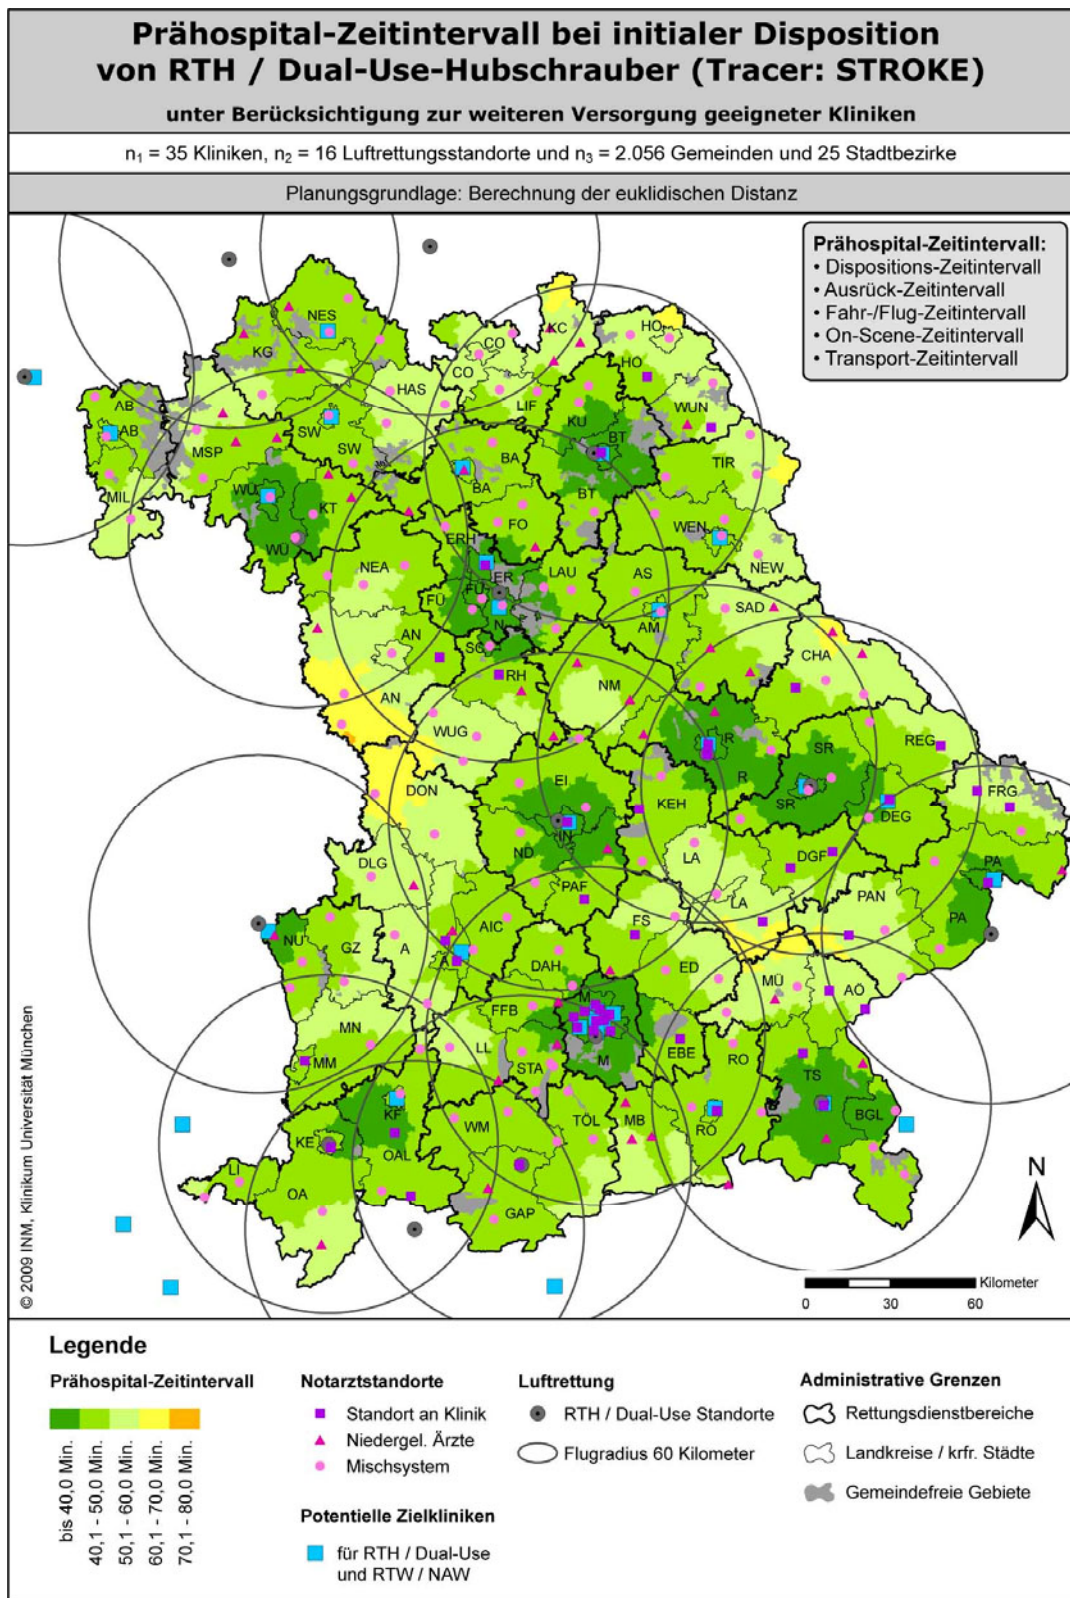 Prähospital-Zeitintervall bei initialer Disposition
von RTH / Dual-Use-Hubschrauber (Tracer: STROKE)
unter Berücksichtigung zur weiteren Versorgung geeigneter Kliniken
n₁ = 35 Kliniken, n₂ = 16 Luftrettungsstandorte und n₃ = 2.056 Gemeinden und 25 Stadtbezirke
Planungsgrundlage: Berechnung der euklidischen Distanz
Prähospital-Zeitintervall:
• Dispositions-Zeitintervall
• Ausrück-Zeitintervall
• Fahr-/Flug-Zeitintervall
• On-Scene-Zeitintervall
• Transport-Zeitintervall
NES
KG
CO
CO
KC
HO
HO
HAS
LIF
KU
WUN
AB
AB
SW
SW
MSP
BA
BA
BT
BT
TIR
MIL
WÜ
WÜ
KT
FO
WEN
NEW
NEA
ERH
ER
LAU
AS
FÜ
FÜ
N
AM
SAD
AN
SC
RH
NM
CHA
AN
WUG
R
R
SR
SR
REG
FRG
DON
EI
IN
ND
KEH
DEG
DLG
PAF
LA
LA
DGF
PA
PA
PAN
NU
GZ
A
A
AIC
FS
DAH
ED
MÜ
AÖ
MN
MM
FFB
M
M
LL
STA
EBE
RO
RO
TS
BGL
KF
KE
OAL
WM
TÖL
MB
LI
OA
GAP
N
Kilometer
0
30
60
© 2009 INM, Klinikum Universität München
Legende
Prähospital-Zeitintervall
bis 40,0 Min.
40,1 - 50,0 Min.
50,1 - 60,0 Min.
60,1 - 70,0 Min.
70,1 - 80,0 Min.
Notarztstandorte
Standort an Klinik
Niedergel. Ärzte
Mischsystem
Potentielle Zielkliniken
für RTH / Dual-Use
und RTW / NAW
Luftrettung
RTH / Dual-Use Standorte
Flugradius 60 Kilometer
Administrative Grenzen
Rettungsdienstbereiche
Landkreise / krfr. Städte
Gemeindefreie Gebiete